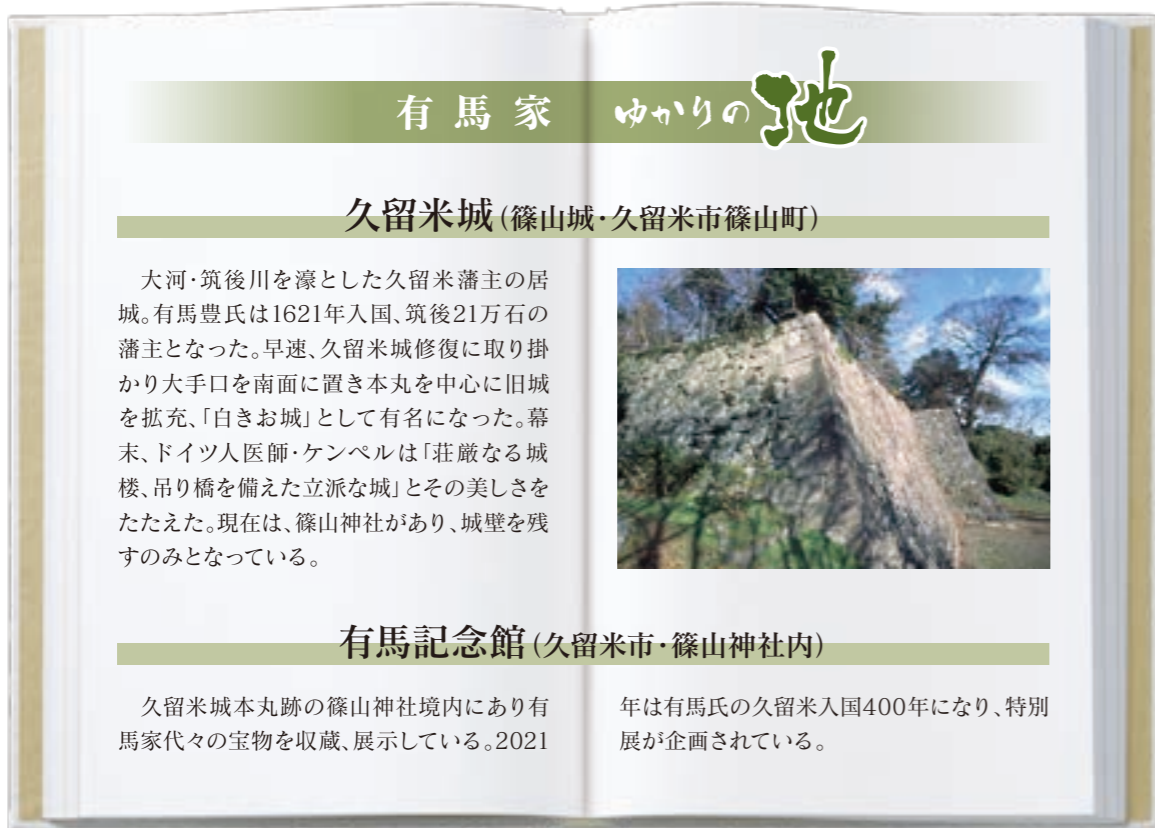 有馬家 ゆかりの地
久留米城(篠山城・久留米市篠山町)
大河・筑後川を濠とした久留米藩主の居
城。有馬豊氏は1621年入国、筑後21万石の
藩主となった。早速、久留米城修復に取り掛
かり大手口を南面に置き本丸を中心に旧城
を拡充、「白きお城」として有名になった。幕
末、ドイツ人医師・ケンペルは「荘厳なる城
楼、吊り橋を備えた立派な城」とその美しさを
たたえた。現在は、篠山神社があり、城壁を残
すのみとなっている。
有馬記念館(久留米市・篠山神社内)
久留米城本丸跡の篠山神社境内にあり有
馬家代々の宝物を収蔵、展示している。2021
年は有馬氏の久留米入国400年になり、特別
展が企画されている。